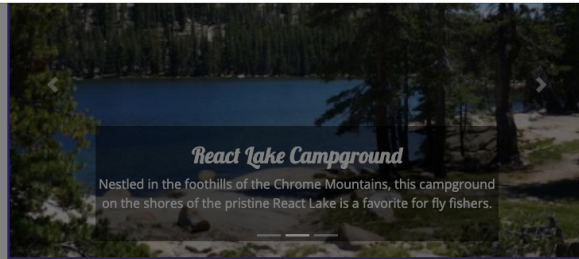 React Lake Campground
Nestled in the foothills of the Chrome Mountains, this campground
on the shores of the pristine React Lake is a favorite for fly fishers.